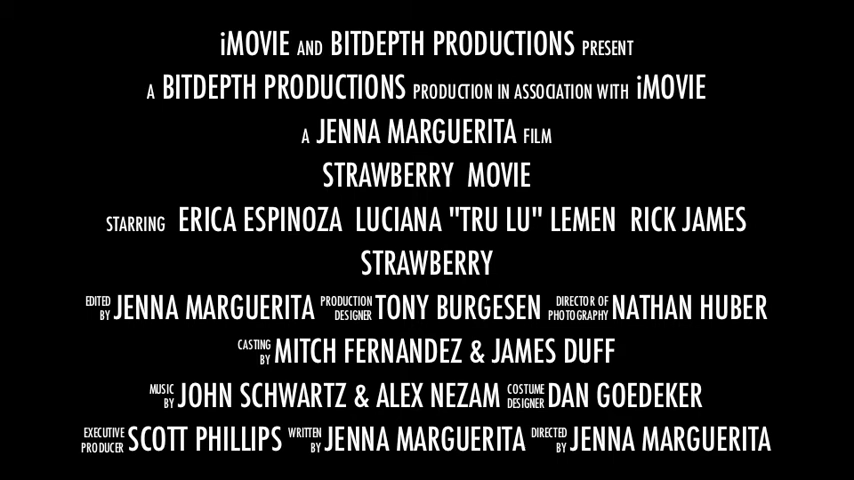 iMOVIE AND BITDEPTH PRODUCTIONS PRESENT
A BITDEPTH PRODUCTIONS PRODUCTION IN ASSOCIATION WITH iMOVIE
A JENNA MARGUERITA FILM
STRAWBERRY MOVIE
STARRING ERICA ESPINOZA LUCIANA "TRU LU" LEMEN RICK JAMES
STRAWBERRY
EDITED BY JENNA MARGUERITA PRODUCTION DESIGNER TONY BURGESEN DIRECTOR OF PHOTOGRAPHY NATHAN HUBER
CASTING BY MITCH FERNANDEZ & JAMES DUFF
MUSIC BY JOHN SCHWARTZ & ALEX NEZAM COSTUME DESIGNER DAN GOEDEKER
EXECUTIVE PRODUCER SCOTT PHILLIPS WRITTEN BY JENNA MARGUERITA DIRECTED BY JENNA MARGUERITA